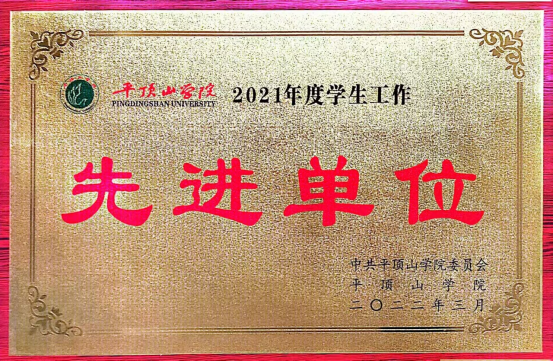 平顶山学院 2021年度学生工作
PINGDINGSHAN UNIVERSITY
先进单位
中共平顶山学院委员会
平顶山学院
二〇二二年三月